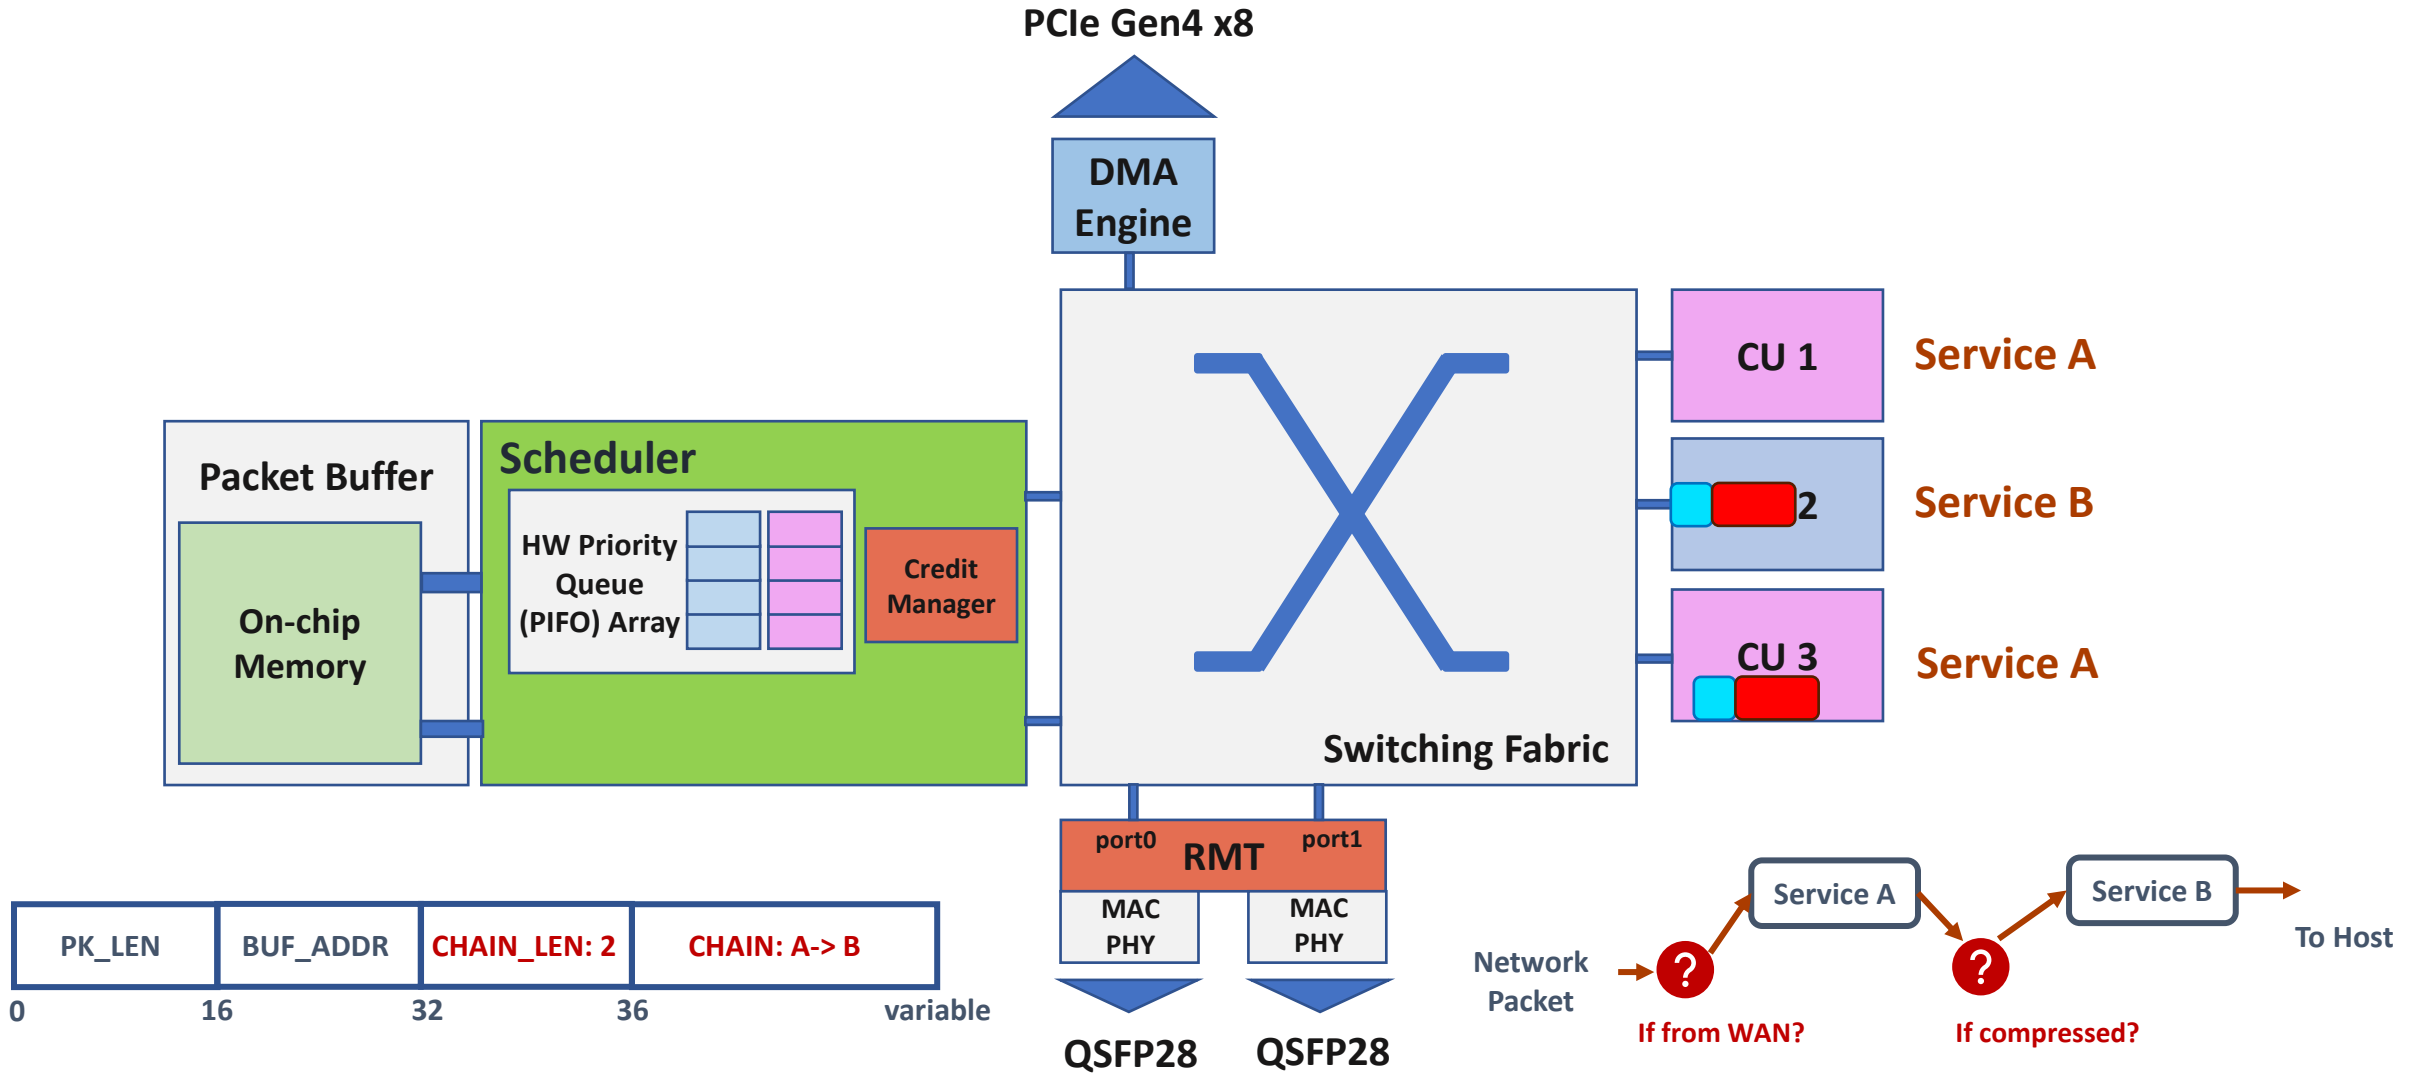 PCIe Gen4 x8
DMA
Engine
CU 1
Service A
Scheduler
Packet Buffer
HW Priority
Queue
(PIFO) Array
Credit
Manager
On-chip
Memory
2
Service B
CU 3
Service A
Switching Fabric
port0
RMT
port1
MAC
PHY
MAC
PHY
QSFP28
QSFP28
PK_LEN
BUF_ADDR
CHAIN_LEN: 2
CHAIN: A-> B
0
16
32
36
variable
Network
Packet
?
If from WAN?
Service A
?
If compressed?
Service B
To Host